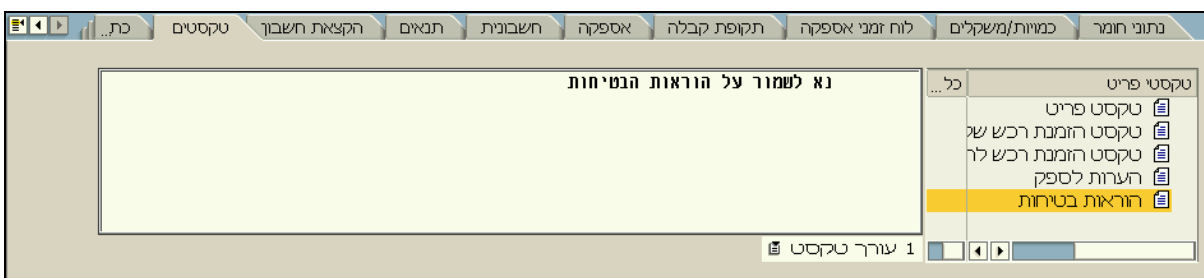 נתוני חומר
כמויות/משקלים
לוח זמני אספקה
תקופת קבלה
אספקה
חשבונית
תנאים
הקצאת חשבון
טקסטים
כת...
טקסטי פריט
כל...
טקסט פריט
טקסט הזמנת רכש של
טקסט הזמנת רכש לר
הערות לספק
הוראות בטיחות
נא לשמור על הוראות הבטיחות
1 עורך טקסט